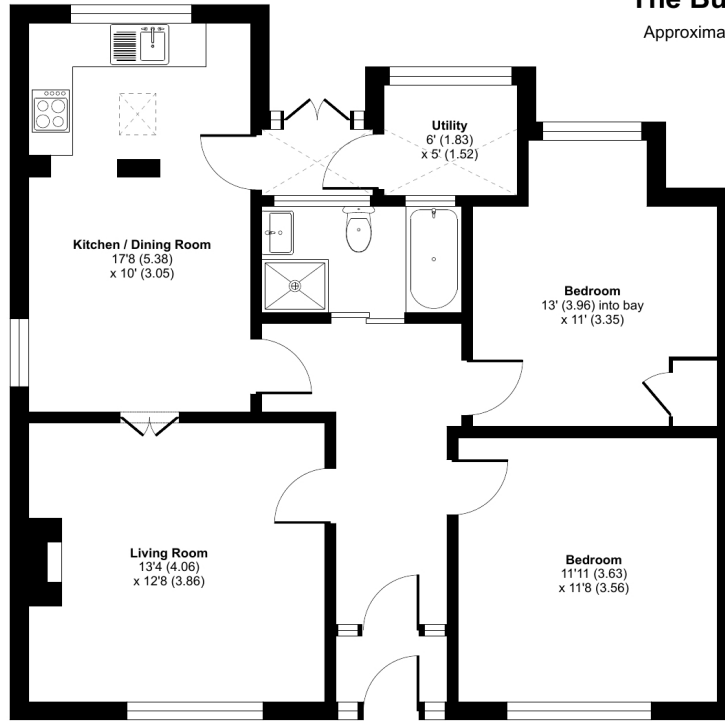 The Bu
Approxima
Utility
6' (1.83)
x 5' (1.52)
Kitchen / Dining Room
17'8 (5.38)
x 10' (3.05)
Bedroom
13' (3.96) into bay
x 11' (3.35)
Living Room
13'4 (4.06)
x 12'8 (3.86)
Bedroom
11'11 (3.63)
x 11'8 (3.56)